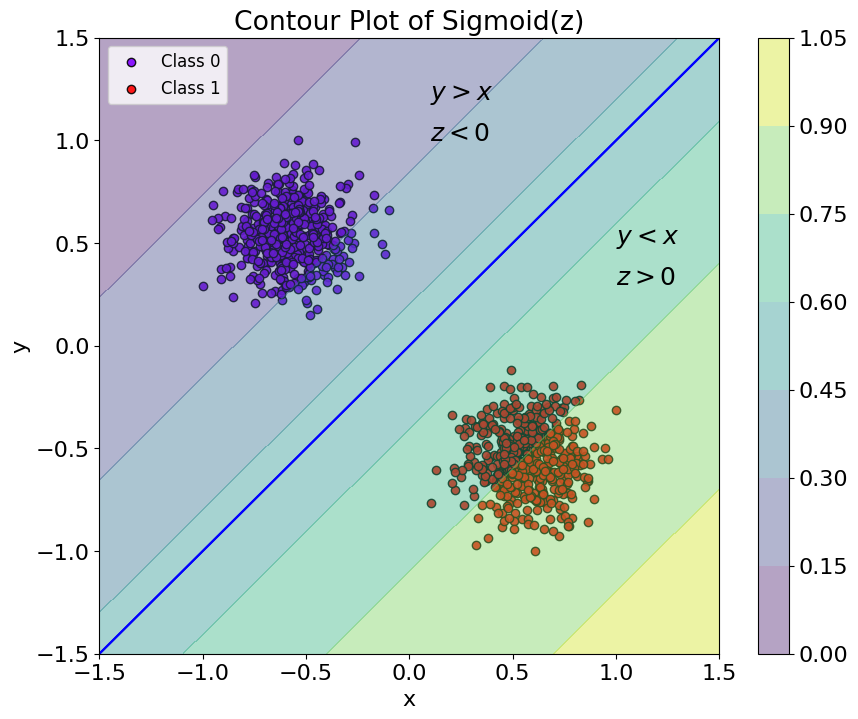 Contour Plot of Sigmoid(z)
Class 0
Class 1
y > x
z < 0
y < x
z > 0
1.5
1.0
0.5
0.0
−0.5
−1.0
−1.5
y
−1.5 −1.0 −0.5 0.0 0.5 1.0 1.5
x
1.05
0.90
0.75
0.60
0.45
0.30
0.15
0.00